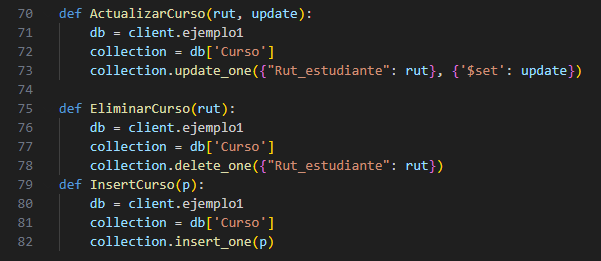 70 def ActualizarCurso(rut, update):
71     db = client.ejemplo1
72     collection = db['Curso']
73     collection.update_one({"Rut_estudiante": rut}, {'$set': update})
74
75 def EliminarCurso(rut):
76     db = client.ejemplo1
77     collection = db['Curso']
78     collection.delete_one({"Rut_estudiante": rut})
79 def InsertCurso(p):
80     db = client.ejemplo1
81     collection = db['Curso']
82     collection.insert_one(p)